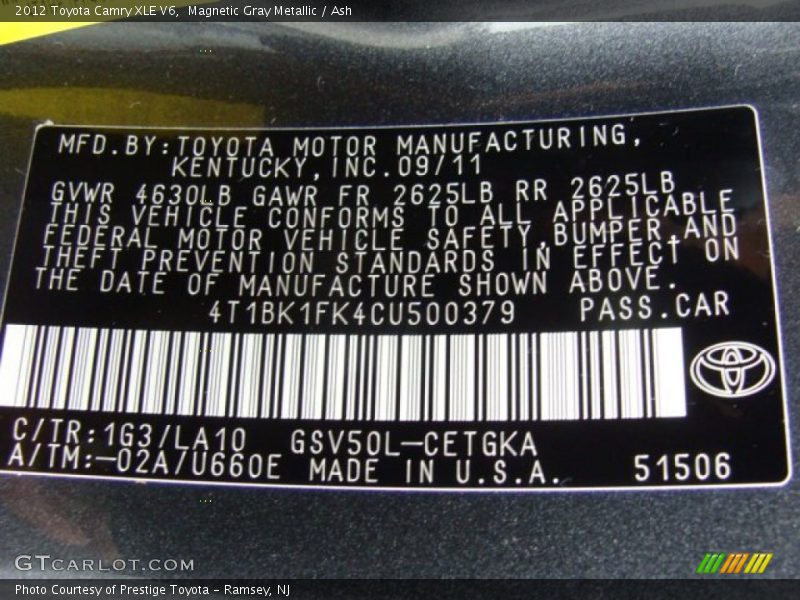 2012 Toyota Camry XLE V6, Magnetic Gray Metallic / Ash
MFD.BY:TOYOTA MOTOR MANUFACTURING,
KENTUCKY,INC.09/11
GVWR 4630LB GAWR FR 2625LB RR 2625LB
THIS VEHICLE CONFORMS TO ALL APPLICABLE
FEDERAL MOTOR VEHICLE SAFETY,BUMPER,AND
THEFT PREVENTION STANDARDS IN EFFECT ON
THE DATE OF MANUFACTURE SHOWN ABOVE.
4T1BK1FK4CU500379 PASS.CAR
C/TR:1G3/LA10 GSV50L-CETGKA
A/TM:-02A/U660E MADE IN U.S.A. 51506
GTCARLOT.COM
Photo Courtesy of Prestige Toyota - Ramsey, NJ